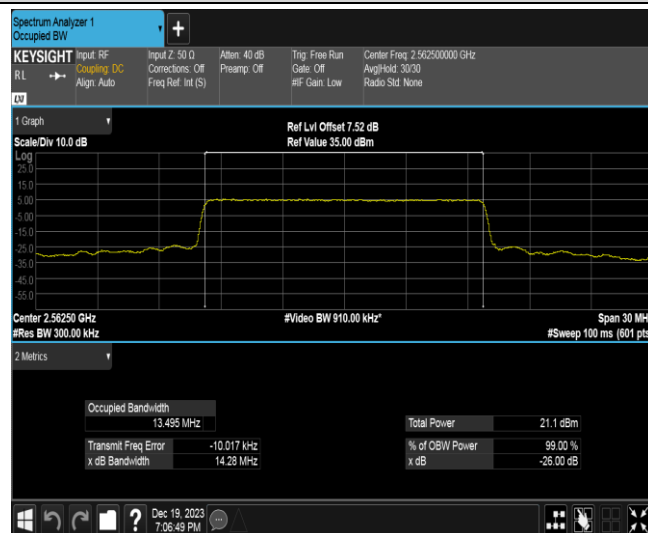 Spectrum Analyzer 1
Occupied BW
+
KEYSIGHT Input: RF Input Z: 50 Ω Atten: 40 dB Trig: Free Run Center Freq: 2.562500000 GHz
RL Coupling: DC Corrections: Off Preamp: Off Gate: Off Avg|Hold: 30/30
Align: Auto Freq Ref: Int (S) #IF Gain: Low Radio Std: None
LXI
1 Graph
Ref Lvl Offset 7.52 dB
Scale/Div 10.0 dB Ref Value 35.00 dBm
Log
25.0
15.0
5.00
-5.00
-15.0
-25.0
-35.0
-45.0
-55.0
Center 2.56250 GHz #Video BW 910.00 kHz* Span 30 MH
#Res BW 300.00 kHz #Sweep 100 ms (601 pts
2 Metrics
Occupied Bandwidth
13.495 MHz Total Power 21.1 dBm
Transmit Freq Error -10.017 kHz % of OBW Power 99.00 %
x dB Bandwidth 14.28 MHz x dB -26.00 dB
? Dec 19, 2023
7:06:49 PM